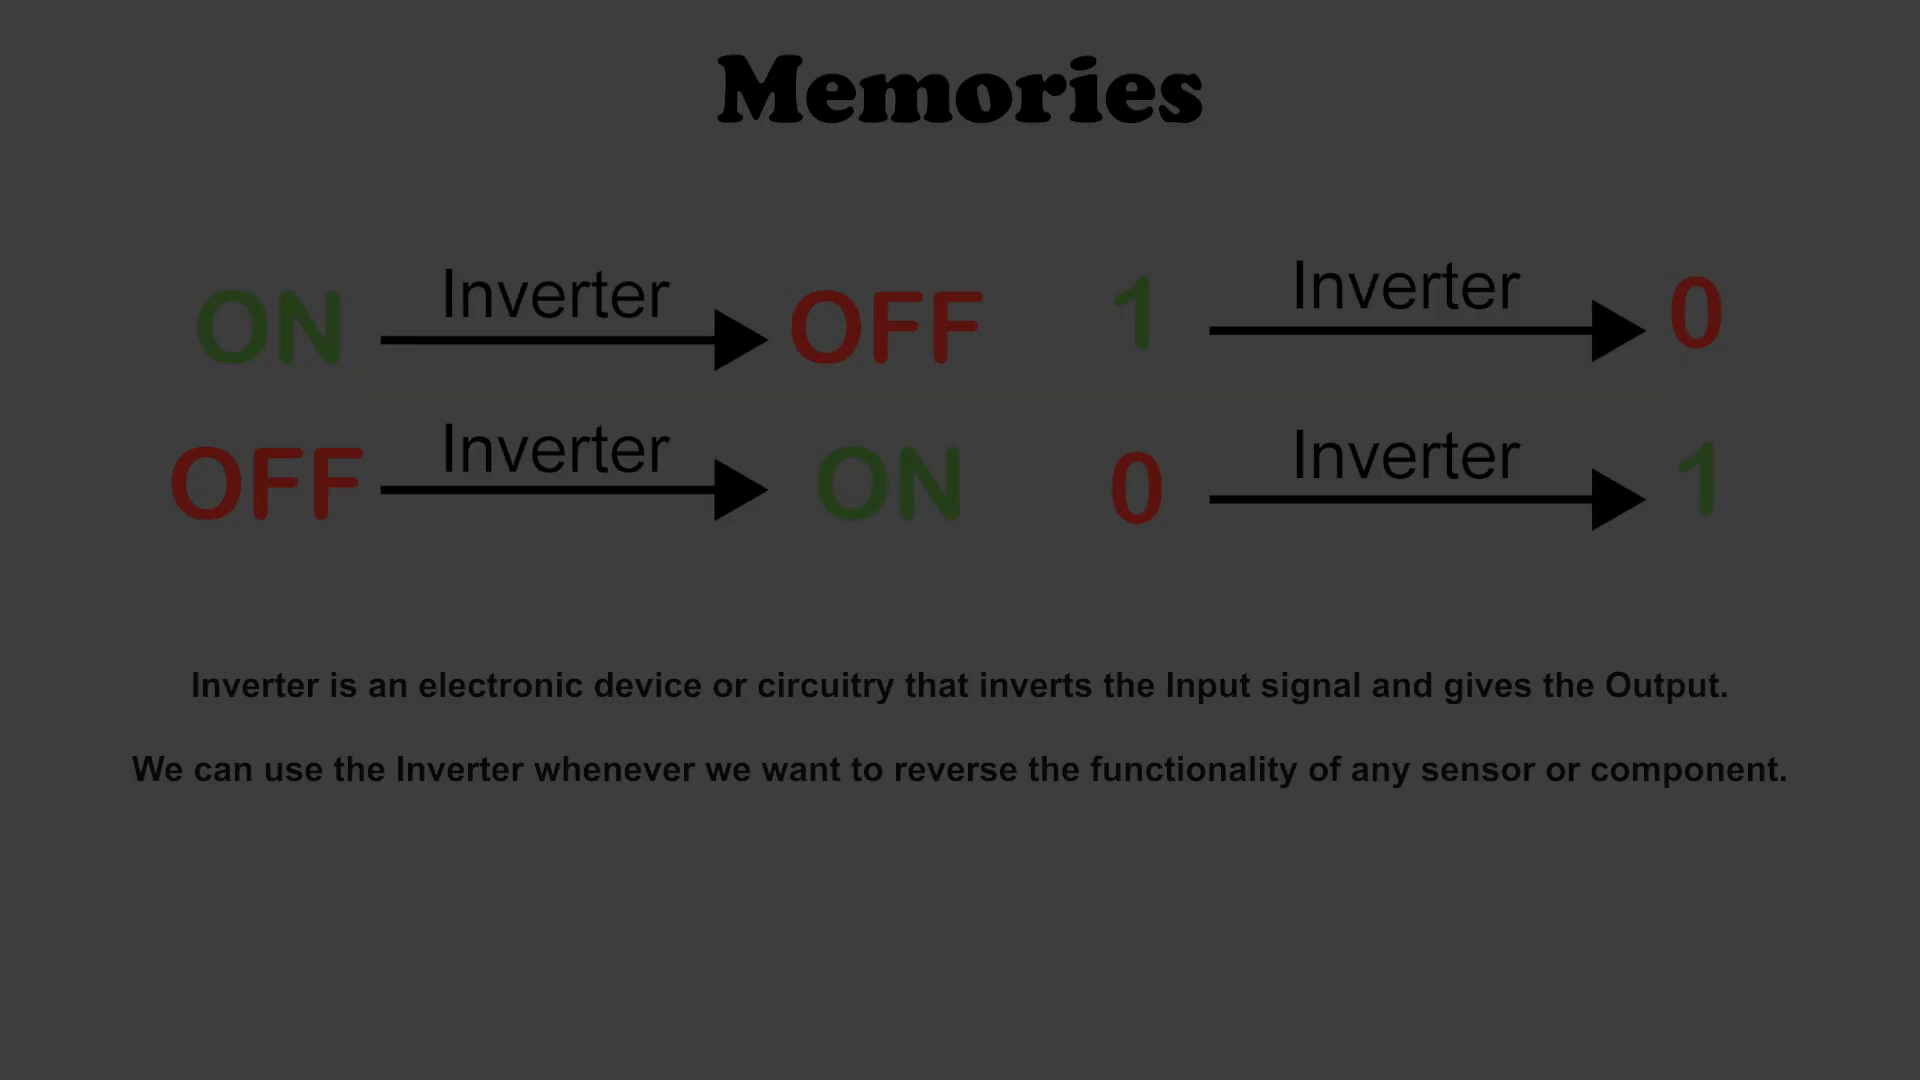 Memories
ON Inverter OFF 1 Inverter 0
OFF Inverter ON 0 Inverter 1
Inverter is an electronic device or circuitry that inverts the Input signal and gives the Output.
We can use the Inverter whenever we want to reverse the functionality of any sensor or component.